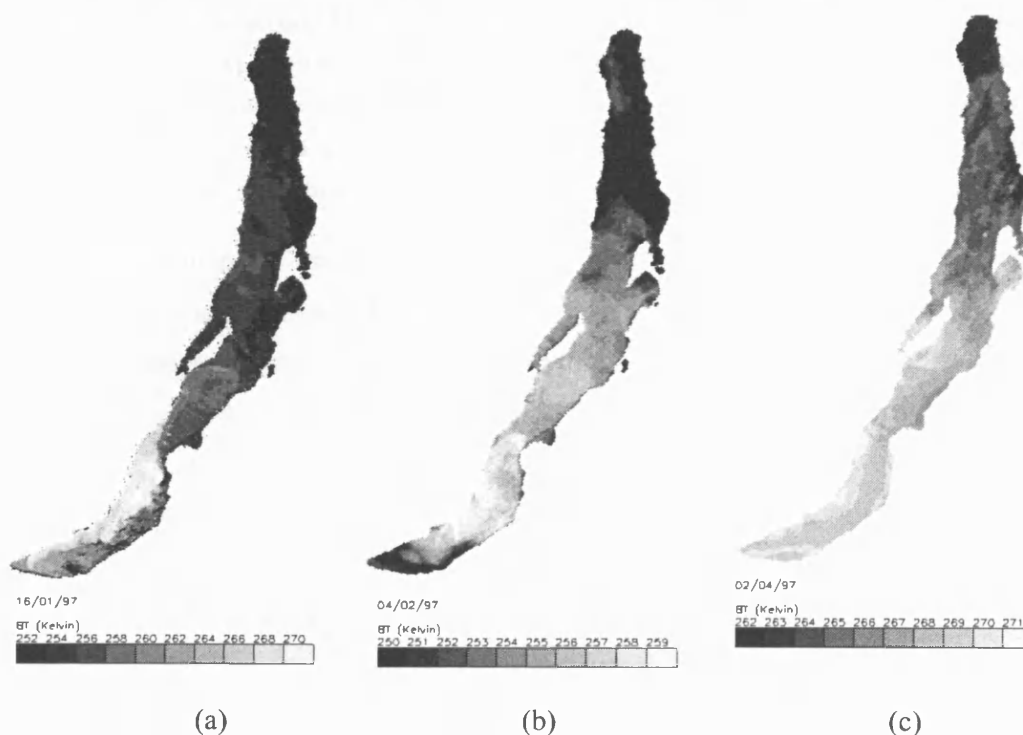 16/01/97
BT (Kelvin)
252 254 256 258 260 262 264 266 268 270
(a)
04/02/97
BT (Kelvin)
250 251 252 253 254 255 256 257 258 259
(b)
02/04/97
BT (Kelvin)
262 263 264 265 266 267 268 269 270 271
(c)